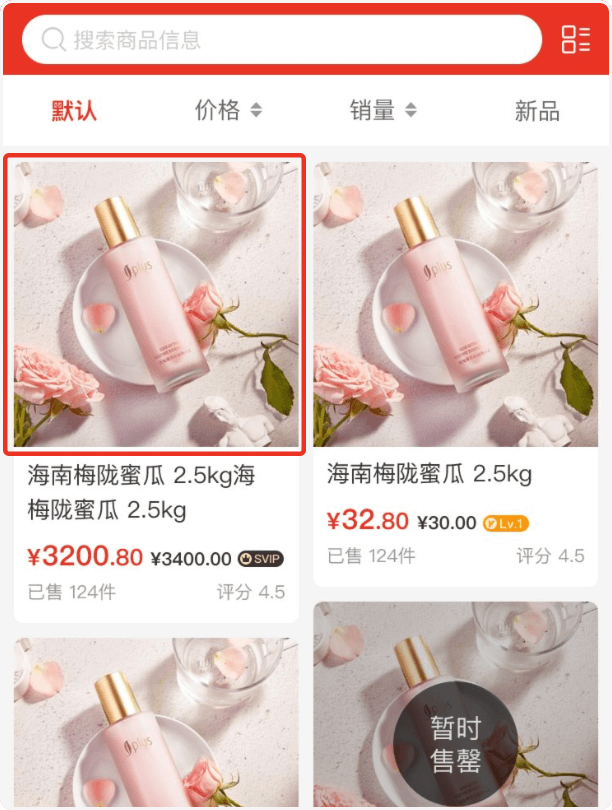 搜索商品信息
默认
价格
销量
新品
plus
海南梅陇蜜瓜 2.5kg海
梅陇蜜瓜 2.5kg
¥3200.80 ¥3400.00 SVIP
已售 124件
评分 4.5
plus
海南梅陇蜜瓜 2.5kg
¥32.80 ¥30.00 Lv.1
已售 124件
评分 4.5
plus
plus
暂时
售罄